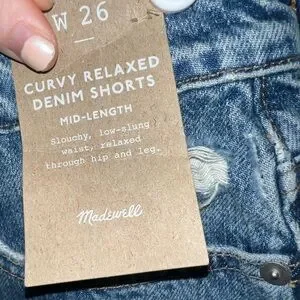 W 26
CURVY RELAXED
DENIM SHORTS
MID-LENGTH
Slouchy, low-slung
waist, relaxed
through hip and leg.
Madewell